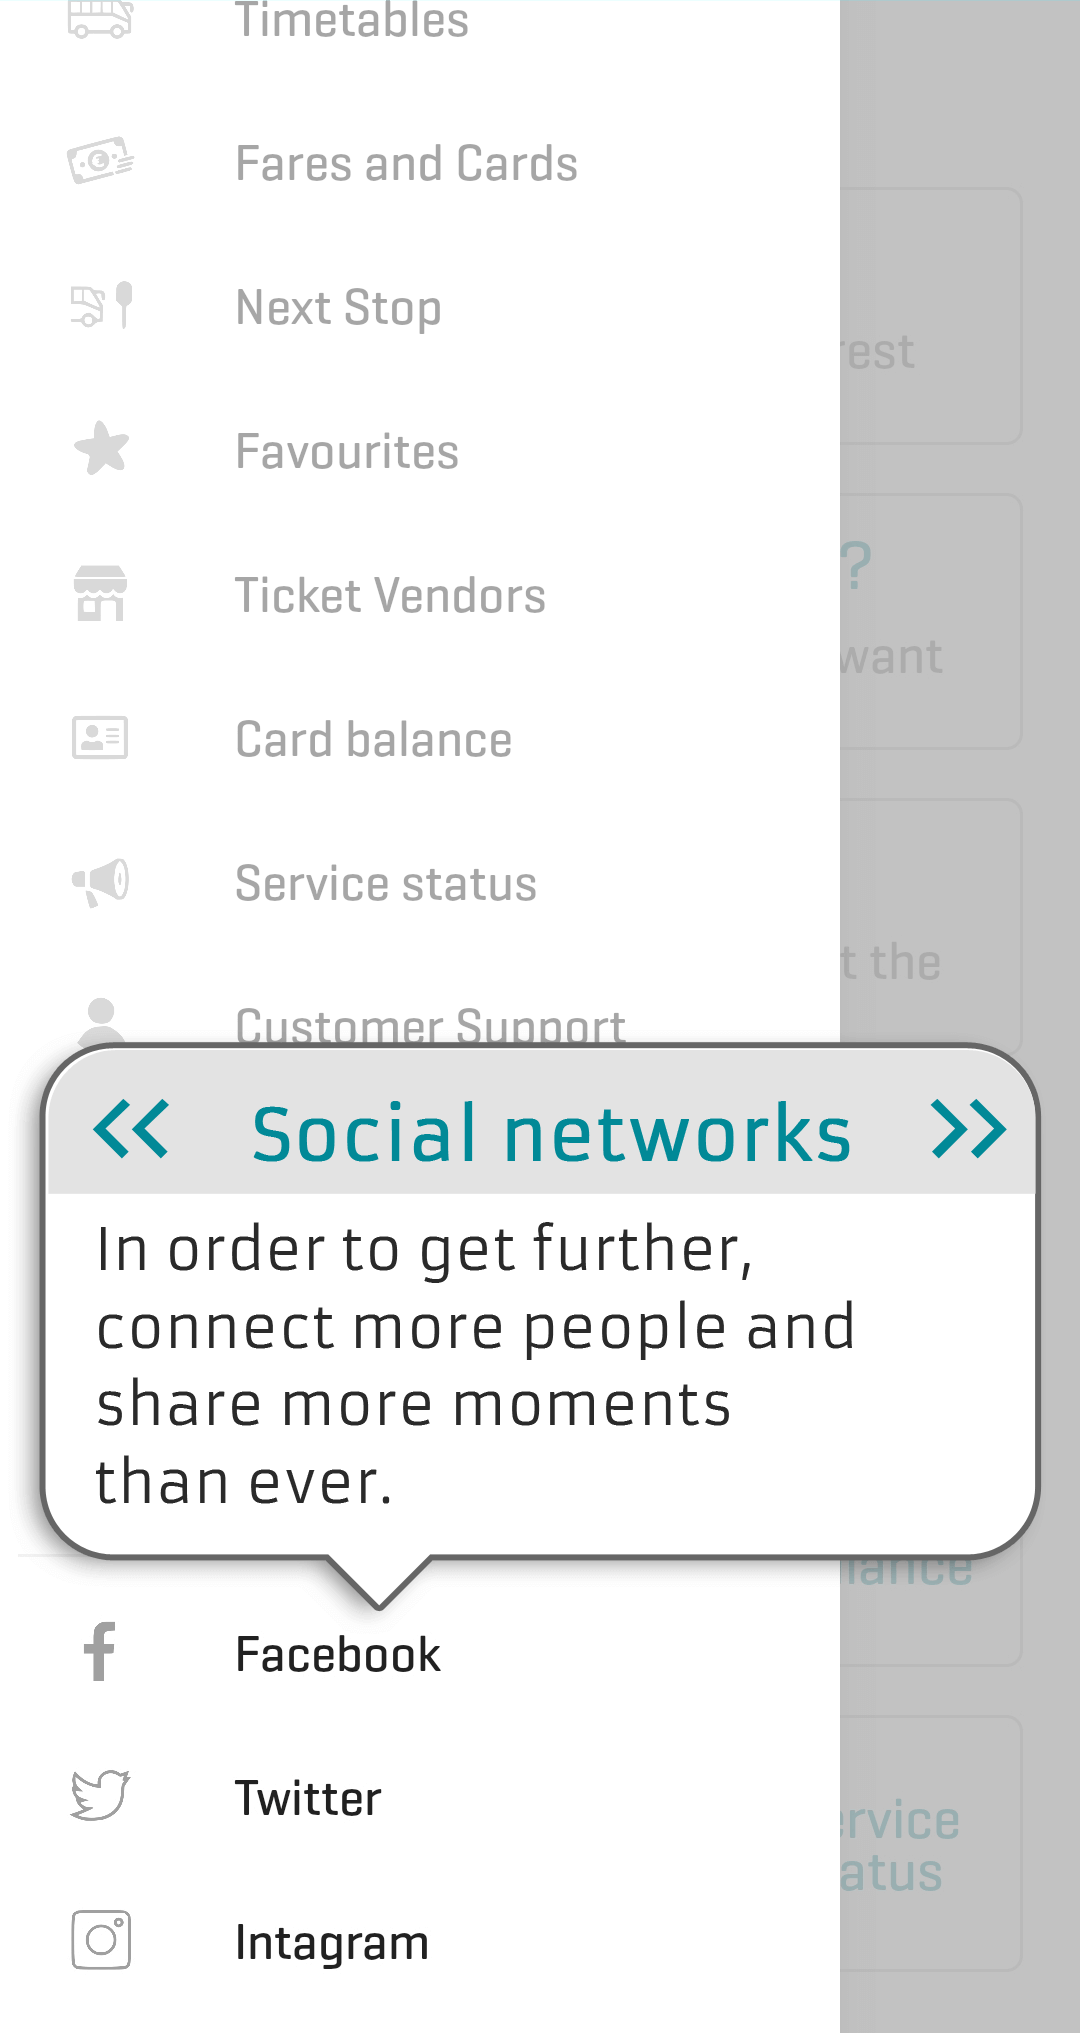 Timetables
Fares and Cards
Next Stop
rest
Favourites
?
Ticket Vendors
want
Card balance
Service status
t the
Customer Support
<< Social networks >>
In order to get further,
connect more people and
share more moments
than ever.
lance
Facebook
Twitter
ervice
atus
Intagram